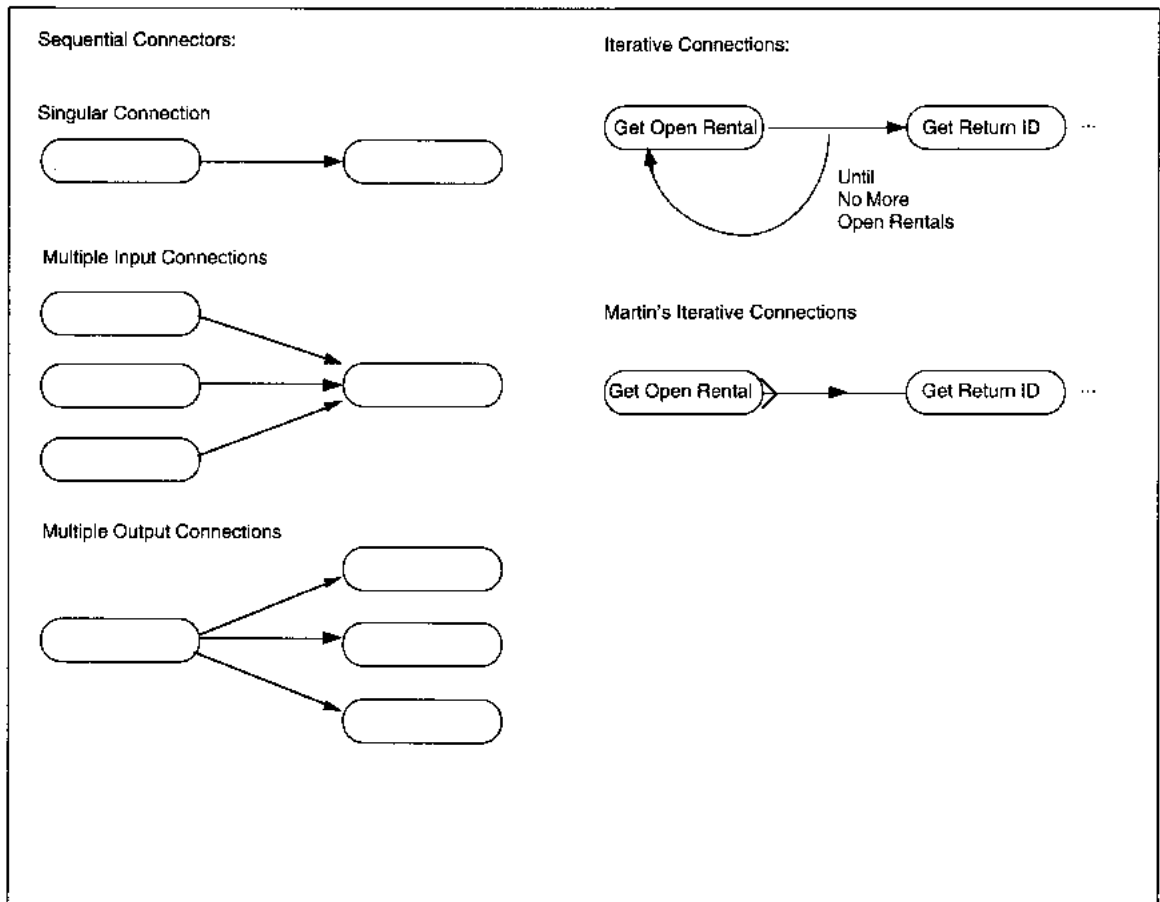 Sequential Connectors:
Singular Connection
Multiple Input Connections
Multiple Output Connections
Iterative Connections:
Get Open Rental
Get Return ID
...
Until
No More
Open Rentals
Martin's Iterative Connections
Get Open Rental
Get Return ID
...